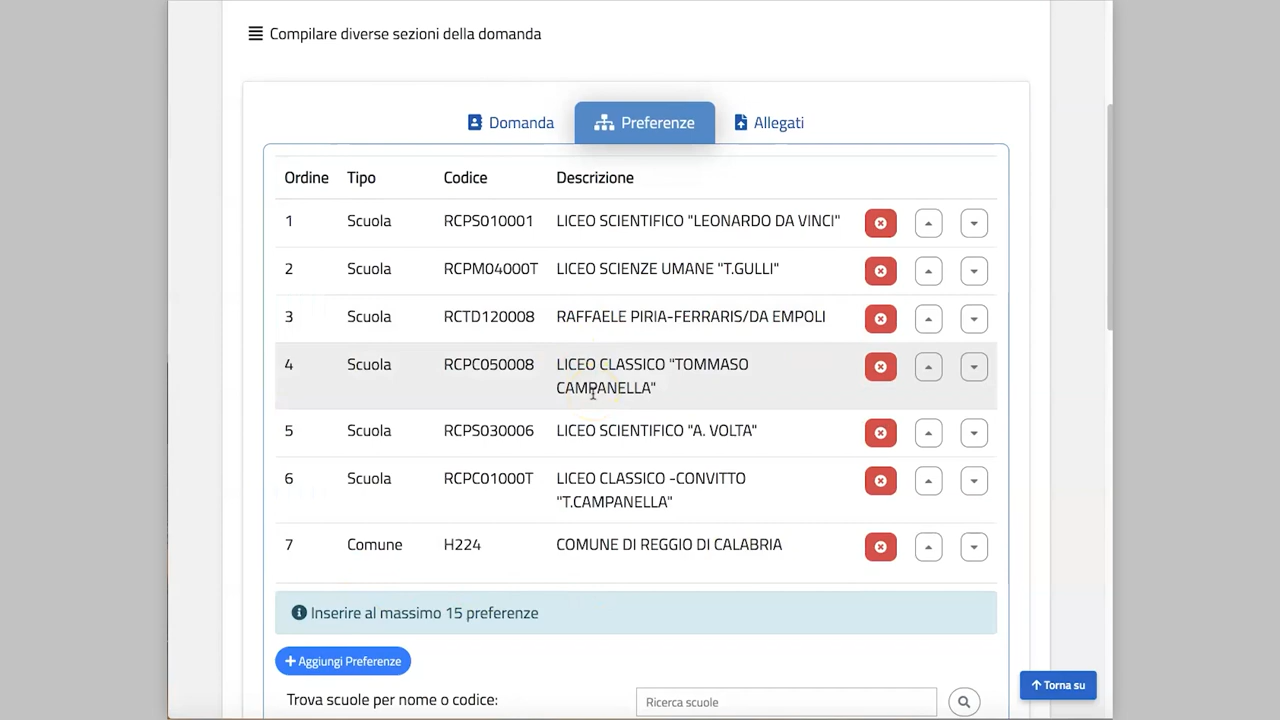 Compilare diverse sezioni della domanda
Domanda
Preferenze
Allegati
Ordine Tipo Codice Descrizione
1 Scuola RCPS010001 LICEO SCIENTIFICO "LEONARDO DA VINCI"
2 Scuola RCPM04000T LICEO SCIENZE UMANE "T.GULLI"
3 Scuola RCTD120008 RAFFAELE PIRIA-FERRARIS/DA EMPOLI
4 Scuola RCPC050008 LICEO CLASSICO "TOMMASO
CAMPANELLA"
5 Scuola RCPS030006 LICEO SCIENTIFICO "A. VOLTA"
6 Scuola RCPC01000T LICEO CLASSICO -CONVITTO
"T.CAMPANELLA"
7 Comune H224 COMUNE DI REGGIO DI CALABRIA
Inserire al massimo 15 preferenze
Aggiungi Preferenze
Torna su
Trova scuole per nome o codice: Ricerca scuole